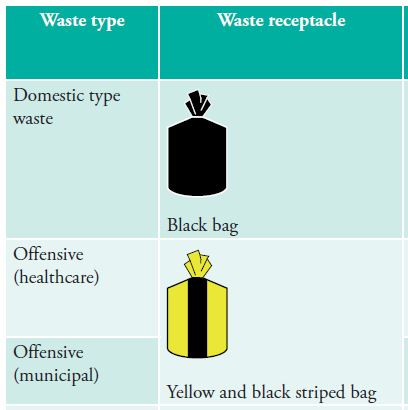 Waste type
Waste receptacle
Domestic type
waste
Black bag
Offensive
(healthcare)
Offensive
(municipal)
Yellow and black striped bag